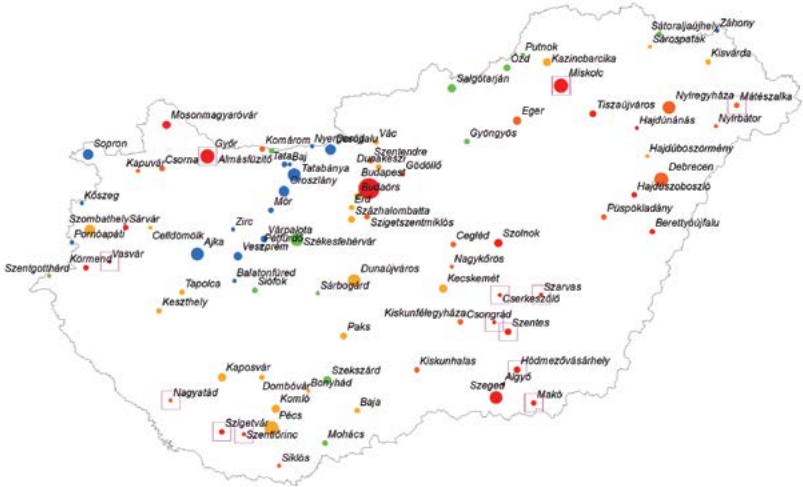 Sátoraljaújhely
Záhony
Putnok
Sárospatak
Ózd
Kazincbarcika
Kisvárda
Salgótarján
Miskolc
Nyíregyháza
Mátészalka
Tiszaújváros
Mosonmagyaróvár
Eger
Hajdúnánás
Nyírbátor
Sopron
Győr
Komárom
Vác
Gyöngyös
Kapuvár
Csorna
Almásfüzitő
Tata
Baj
Szentendre
Dunakeszi
Gödöllő
Hajdúböszörmény
Tatabánya
Budapest
Debrecen
Oroszlány
Budaörs
Hajdúszoboszló
Kőszeg
Mór
Érd
Százhalombatta
Püspökladány
Szombathely
Sárvár
Zirc
Várpalota
Szigetszentmiklós
Berettyóújfalu
Pornóapáti
Celldömölk
Pétfürdő
Székesfehérvár
Cegléd
Szolnok
Ajka
Veszprém
Körmend
Vasvár
Nagykőrös
Szentgotthárd
Balatonfüred
Dunaújváros
Tapolca
Siófok
Sárbogárd
Kecskemét
Szarvas
Cserkeszőlő
Keszthely
Kiskunfélegyháza
Csongrád
Szentes
Paks
Kaposvár
Szekszárd
Kiskunhalas
Hódmezővásárhely
Dombóvár
Bonyhád
Algyő
Nagyatád
Komló
Szeged
Makó
Pécs
Baja
Szigetvár
Szentlőrinc
Mohács
Siklós